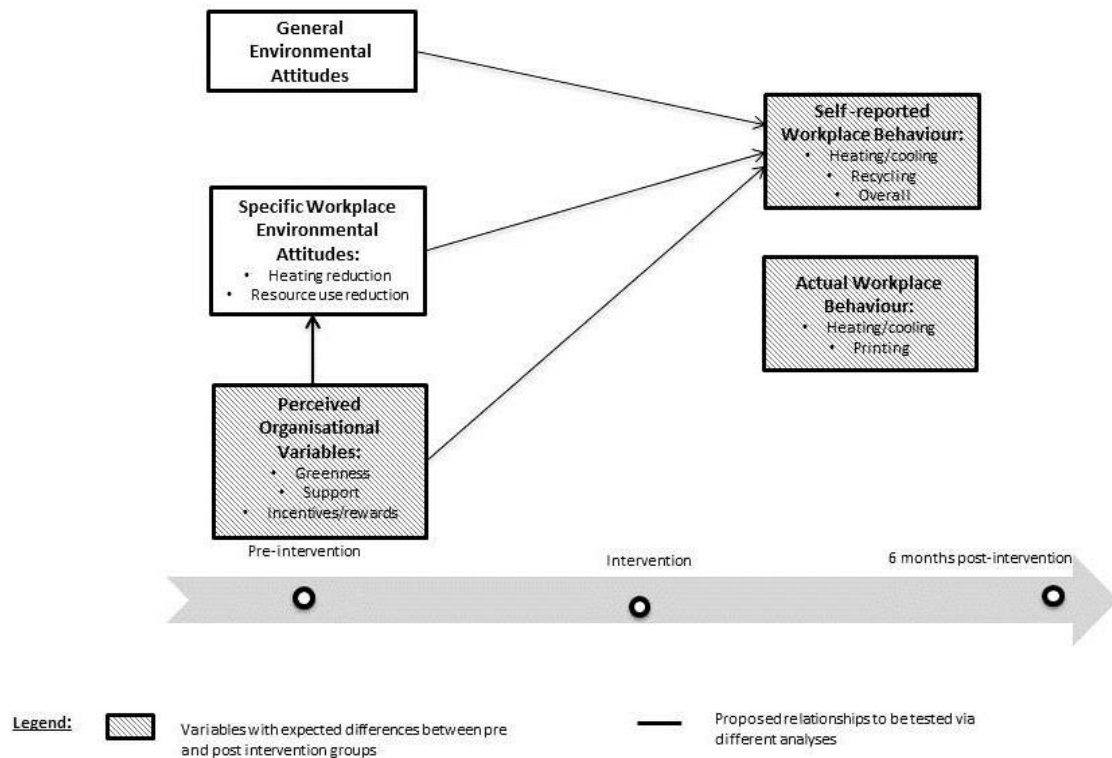 General
Environmental
Attitudes
Self -reported
Workplace Behaviour:
• Heating/cooling
• Recycling
• Overall
Specific Workplace
Environmental
Attitudes:
• Heating reduction
• Resource use reduction
Actual Workplace
Behaviour:
• Heating/cooling
• Printing
Perceived
Organisational
Variables:
• Greenness
• Support
• Incentives/rewards
Pre-intervention
Intervention
6 months post-intervention
Legend:
Variables with expected differences between pre
and post intervention groups
Proposed relationships to be tested via
different analyses